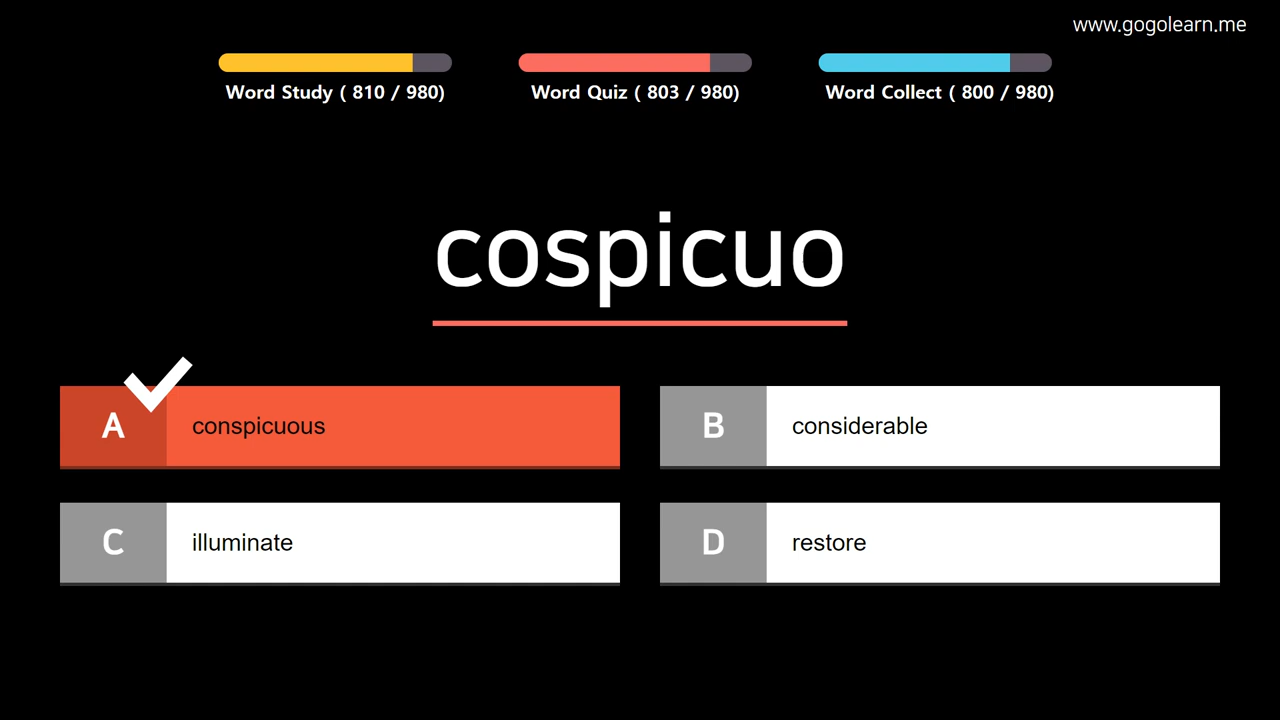 www.gogolearn.me
Word Study ( 810 / 980)
Word Quiz ( 803 / 980)
Word Collect ( 800 / 980)
cospicuo
A conspicuous
B considerable
C illuminate
D restore